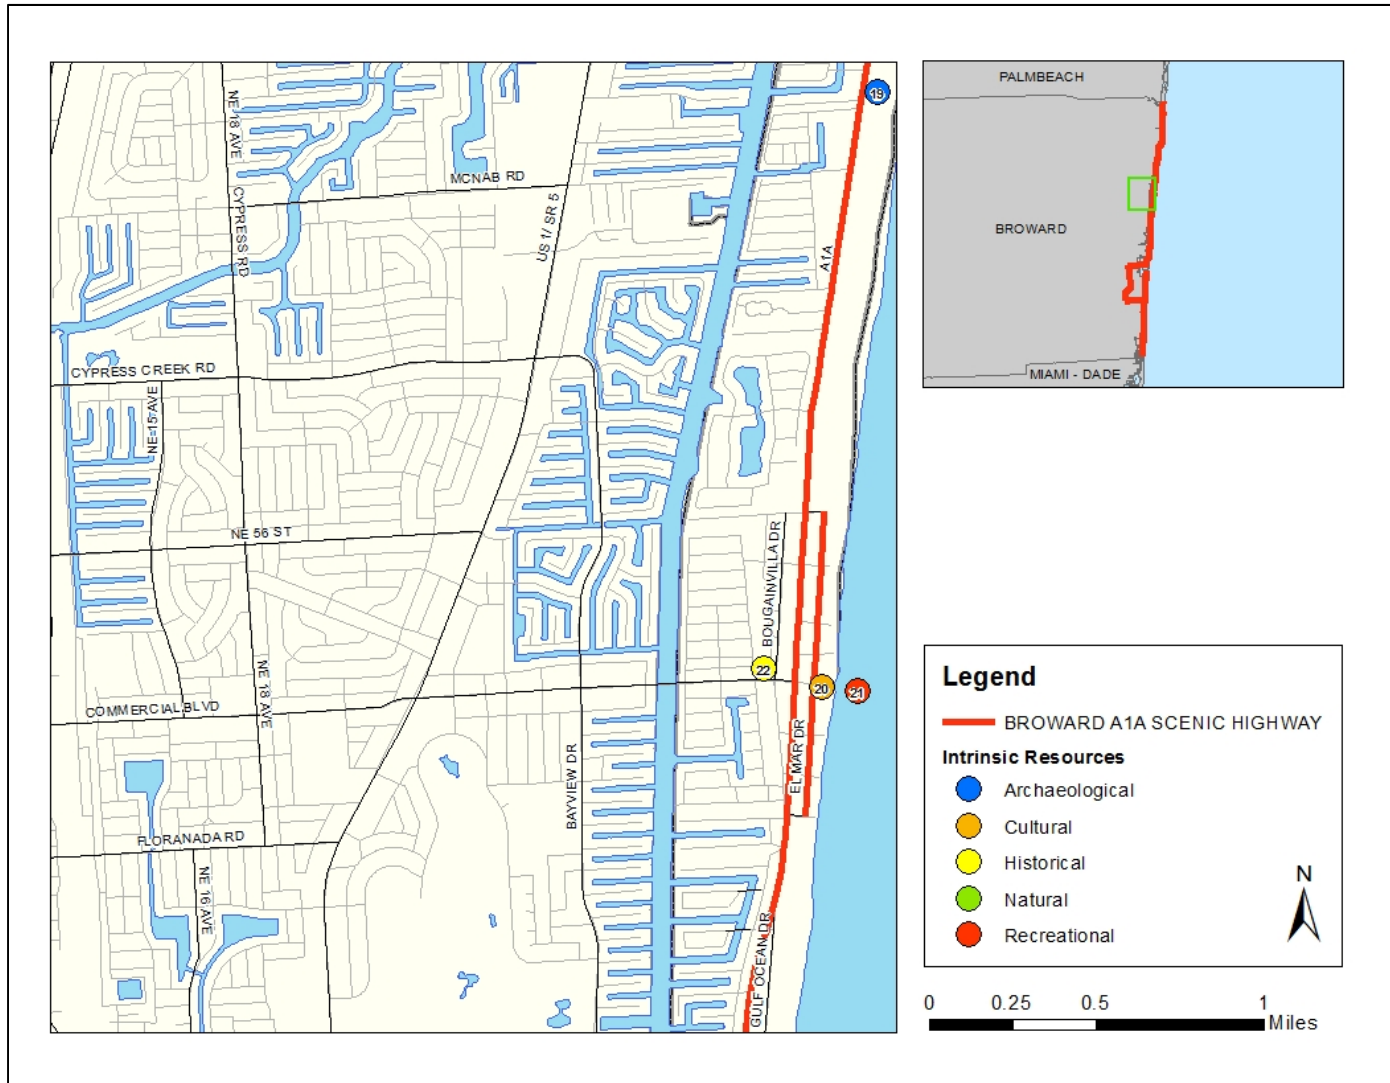 NE 18 AVE
19
MCNAB RD
CYPRESS RD
US 1/ SR 5
A1A
CYPRESS CREEK RD
NE 15 AVE
NE 56 ST
BOUGAINVILLA DR
22
20
21
NE 18 AVE
COMMERCIAL BLVD
EL MAR DR
BAYVIEW DR
FLORANADA RD
NE 16 AVE
GULF OCEAN DR
PALMBEACH
BROWARD
MIAMI - DADE
Legend
BROWARD A1A SCENIC HIGHWAY
Intrinsic Resources
Archaeological
Cultural
Historical
Natural
Recreational
N
0 0.25 0.5 1
Miles